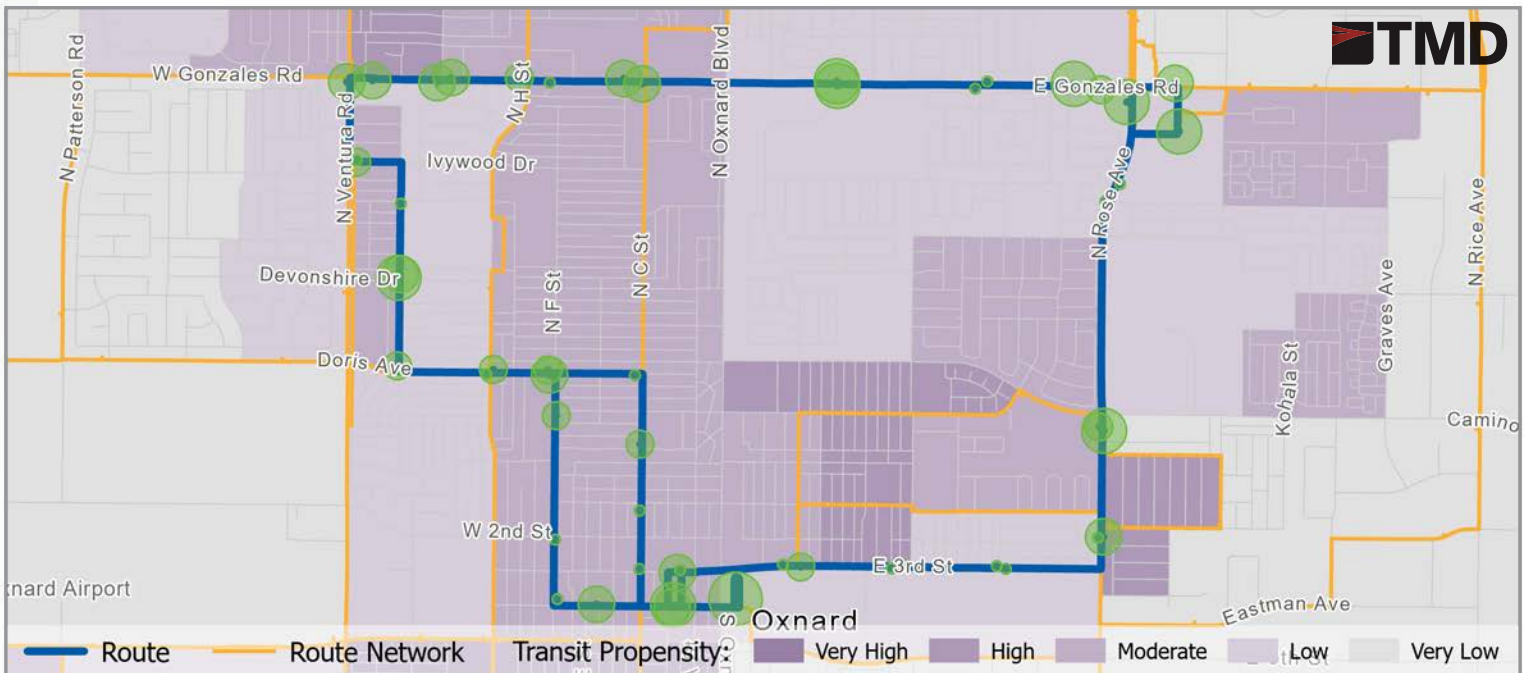 TMD
N Patterson Rd
W Gonzales Rd
N Ventura Rd
N H St
Ivywood Dr
N Oxnard Blvd
E Gonzales Rd
N Rose Ave
N Rice Ave
Devonshire Dr
N F St
N C St
Doris Ave
Graves Ave
Kohala St
Camino
W 2nd St
E 3rd St
xnard Airport
Eastman Ave
Oxnard
Route
Route Network
Transit Propensity:
Very High
High
Moderate
Low
Very Low